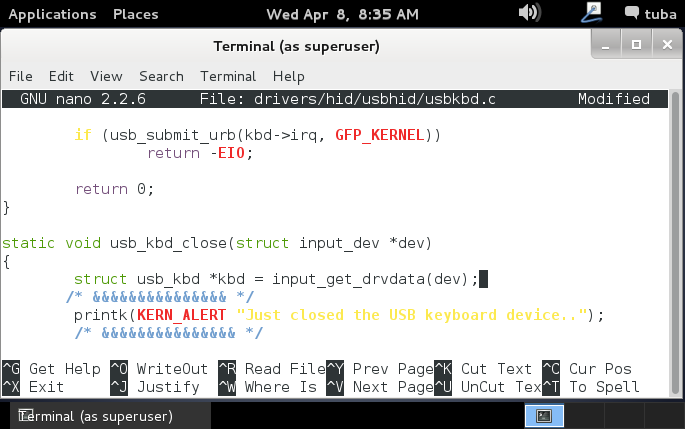 Applications Places Wed Apr 8, 8:35 AM tuba
Terminal (as superuser)
File Edit View Search Terminal Help
GNU nano 2.2.6 File: drivers/hid/usbhid/usbkbd.c Modified
if (usb_submit_urb(kbd->irq, GFP_KERNEL))
return -EIO;
return 0;
}
static void usb_kbd_close(struct input_dev *dev)
{
struct usb_kbd *kbd = input_get_drvdata(dev);
/* &&&&&&&&&&&&&&& */
printk(KERN_ALERT "Just closed the USB keyboard device..");
/* &&&&&&&&&&&&&&& */
^G Get Help ^O WriteOut ^R Read File ^Y Prev Page ^K Cut Text ^C Cur Pos
^X Exit ^J Justify ^W Where Is ^V Next Page ^U UnCut Tex ^T To Spell
Terminal (as superuser)